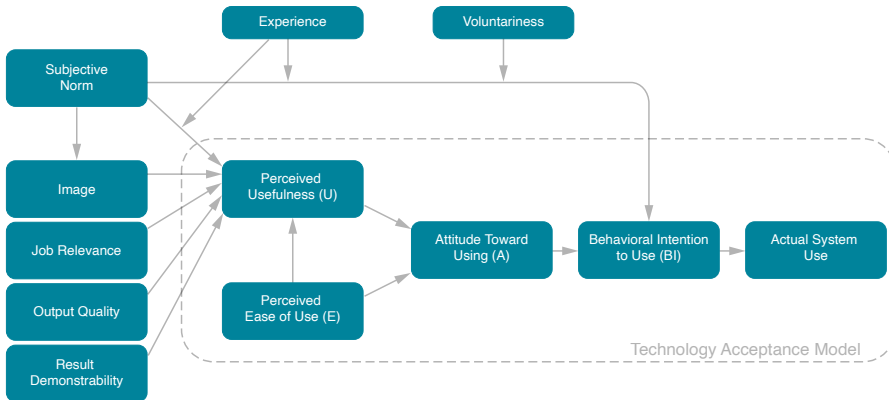 Experience
Voluntariness
Subjective
Norm
Image
Perceived
Usefulness (U)
Job Relevance
Attitude Toward
Using (A)
Behavioral Intention
to Use (BI)
Actual System
Use
Output Quality
Perceived
Ease of Use (E)
Result
Demonstrability
Technology Acceptance Model